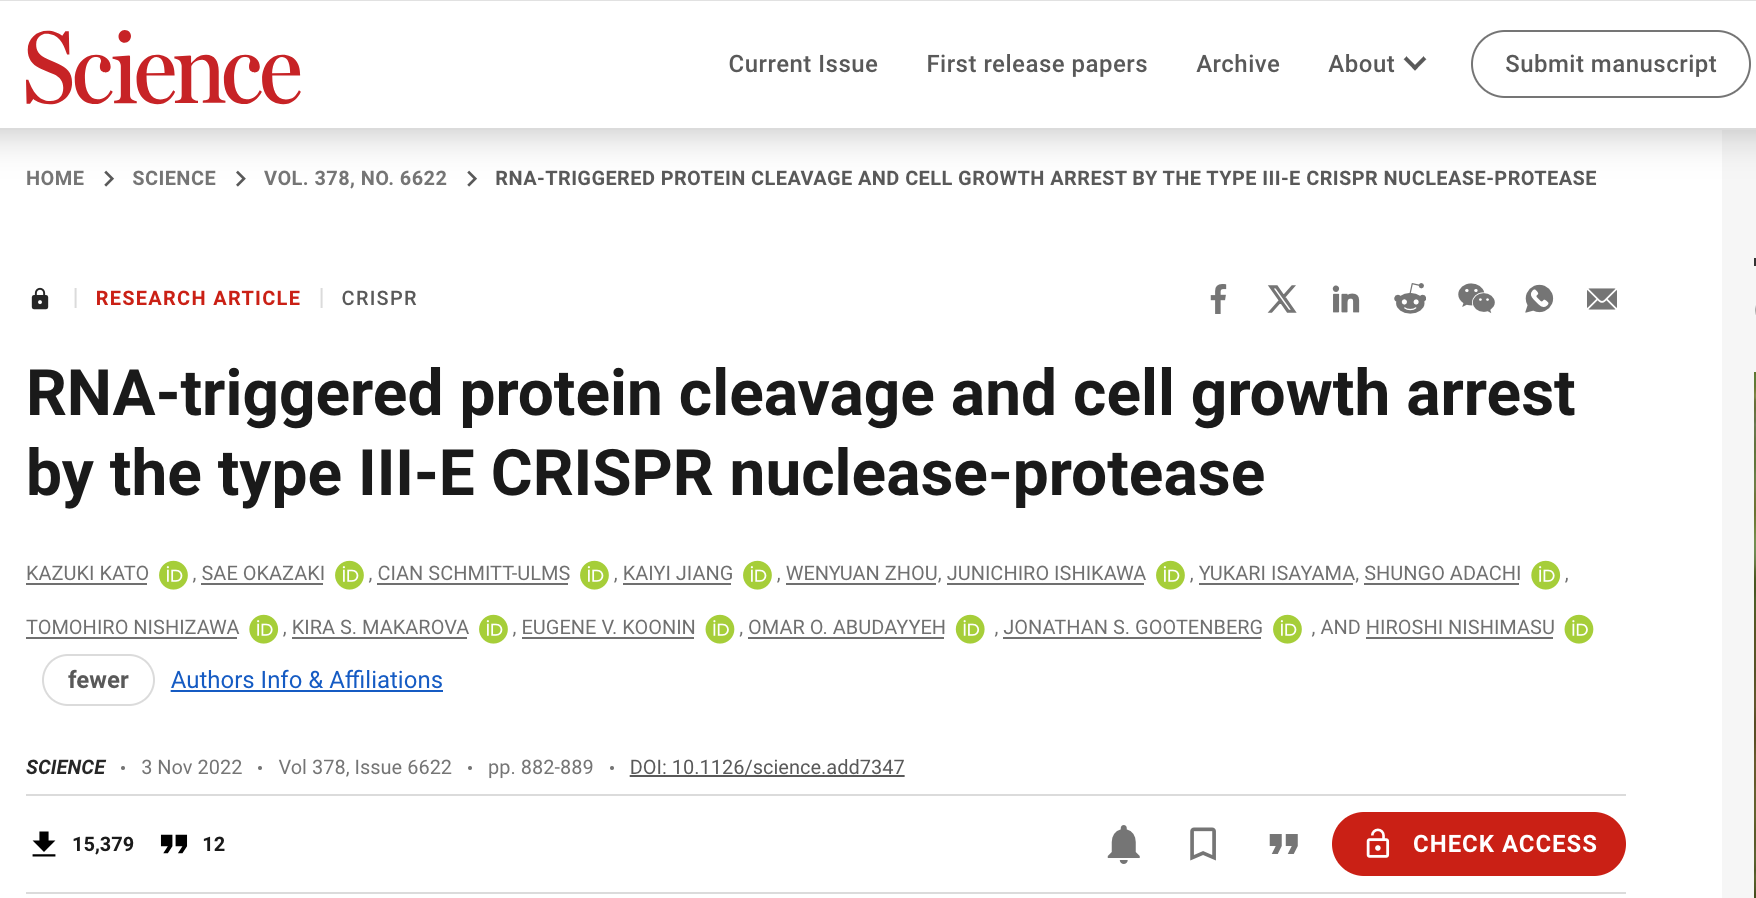 Science
Current Issue First release papers Archive About Submit manuscript
HOME > SCIENCE > VOL. 378, NO. 6622 > RNA-TRIGGERED PROTEIN CLEAVAGE AND CELL GROWTH ARREST BY THE TYPE III-E CRISPR NUCLEASE-PROTEASE
| RESEARCH ARTICLE | CRISPR
RNA-triggered protein cleavage and cell growth arrest
by the type III-E CRISPR nuclease-protease
KAZUKI KATO iD, SAE OKAZAKI iD, CIAN SCHMITT-ULMS iD, KAIYI JIANG iD, WENYUAN ZHOU, JUNICHIRO ISHIKAWA iD, YUKARI ISAYAMA, SHUNGO ADACHI iD,
TOMOHIRO NISHIZAWA iD, KIRA S. MAKAROVA iD, EUGENE V. KOONIN iD, OMAR O. ABUDAYYEH iD, JONATHAN S. GOOTENBERG iD, AND HIROSHI NISHIMASU iD
fewer Authors Info & Affiliations
SCIENCE • 3 Nov 2022 • Vol 378, Issue 6622 • pp. 882-889 • DOI: 10.1126/science.add7347
15,379 12 CHECK ACCESS